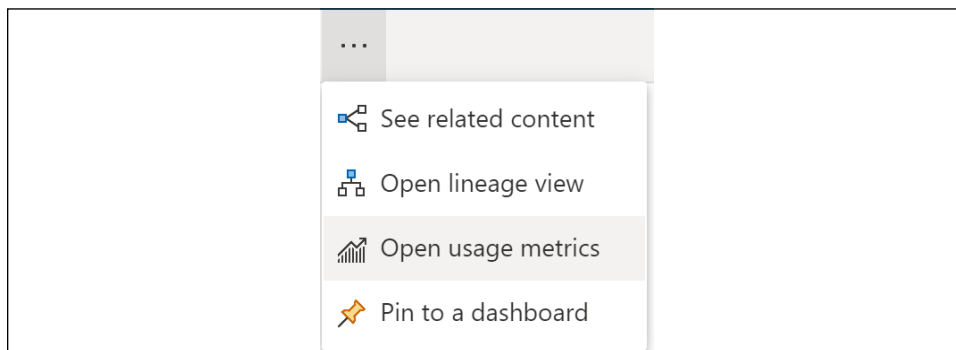 ...
See related content
Open lineage view
Open usage metrics
Pin to a dashboard